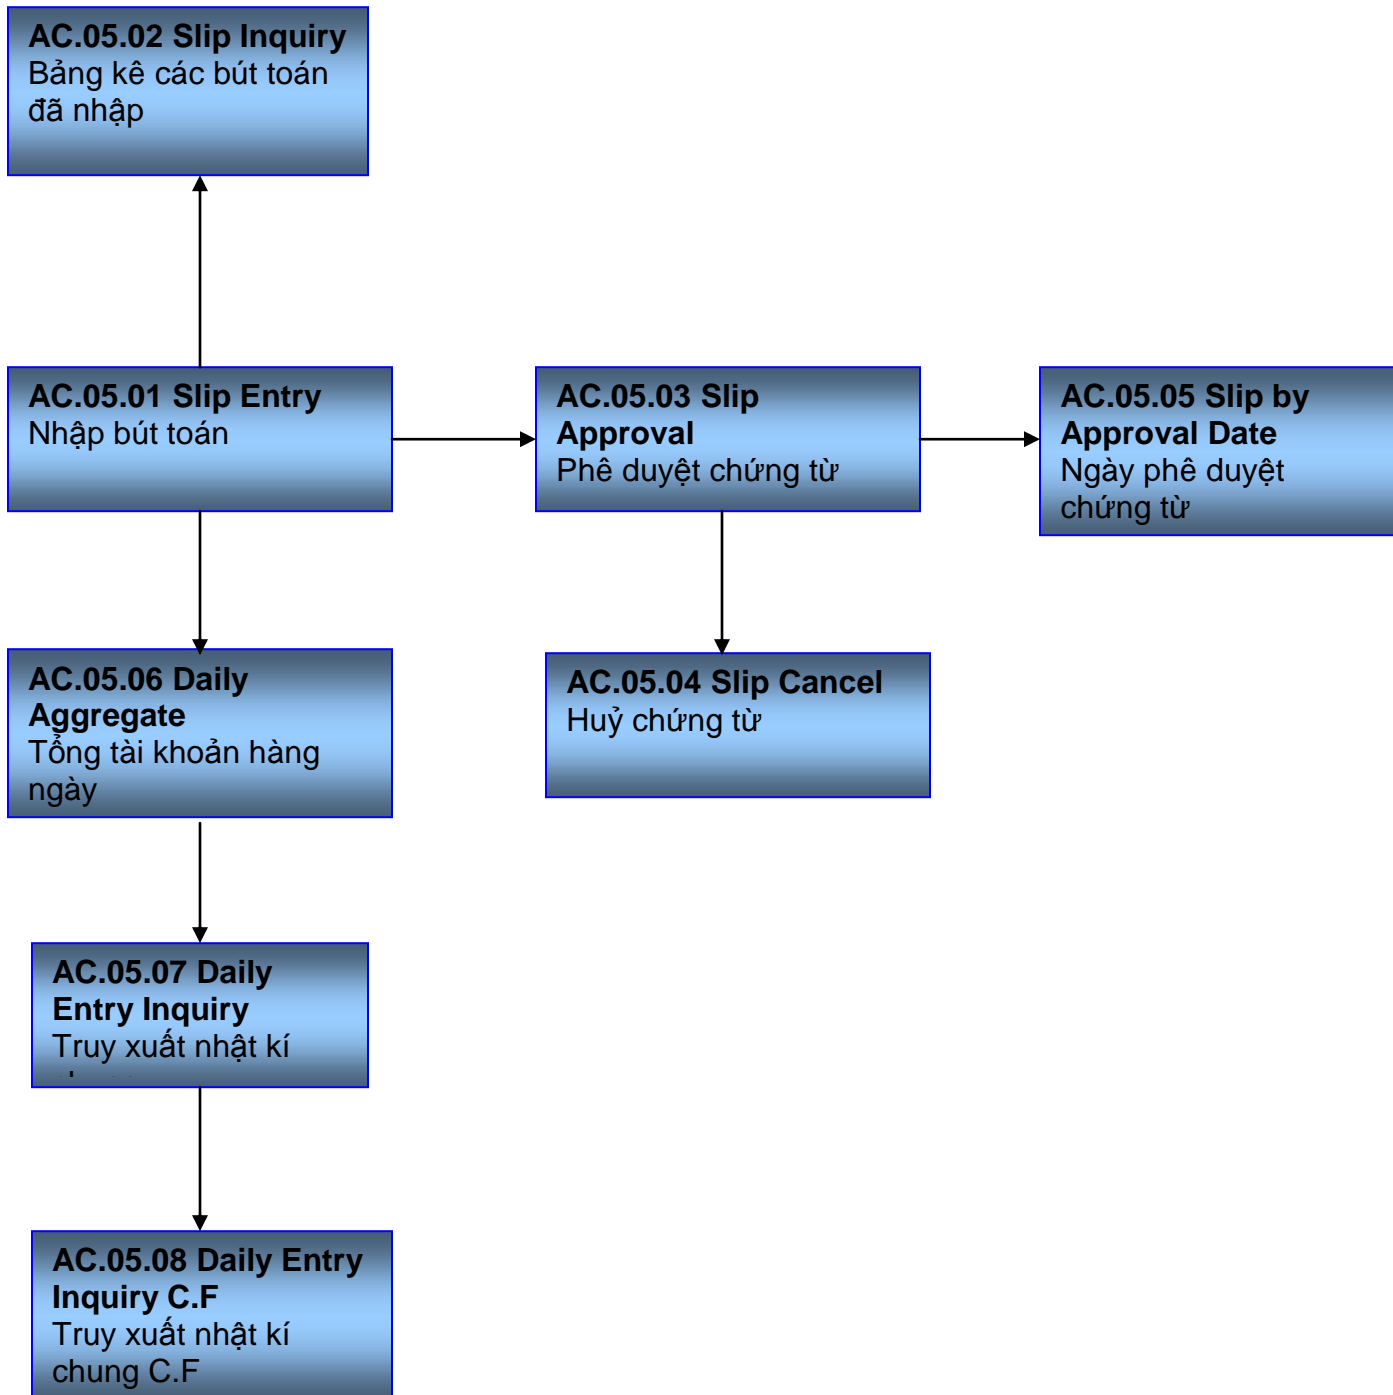 AC.05.02 Slip Inquiry
Bảng kê các bút toán
đã nhập
AC.05.01 Slip Entry
Nhập bút toán
AC.05.03 Slip
Approval
Phê duyệt chứng từ
AC.05.05 Slip by
Approval Date
Ngày phê duyệt
chứng từ
AC.05.06 Daily
Aggregate
Tổng tài khoản hàng
ngày
AC.05.04 Slip Cancel
Huỷ chứng từ
AC.05.07 Daily
Entry Inquiry
Truy xuất nhật kí
AC.05.08 Daily Entry
Inquiry C.F
Truy xuất nhật kí
chung C.F